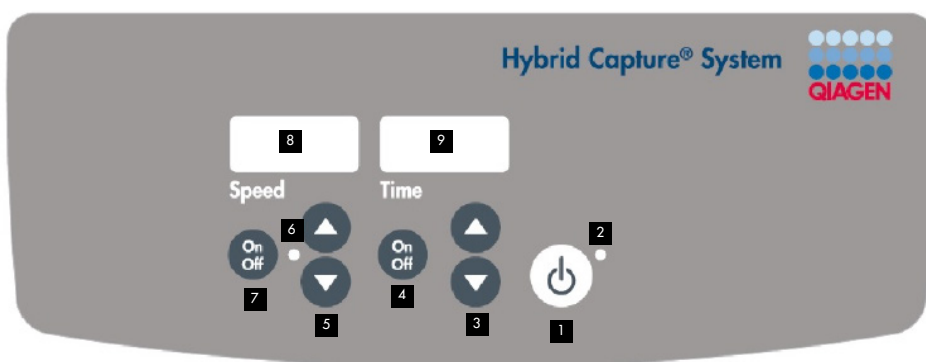 Hybrid Capture® System
QIAGEN
8
9
Speed
Time
6
2
On
Off
On
Off
7
4
5
3
1